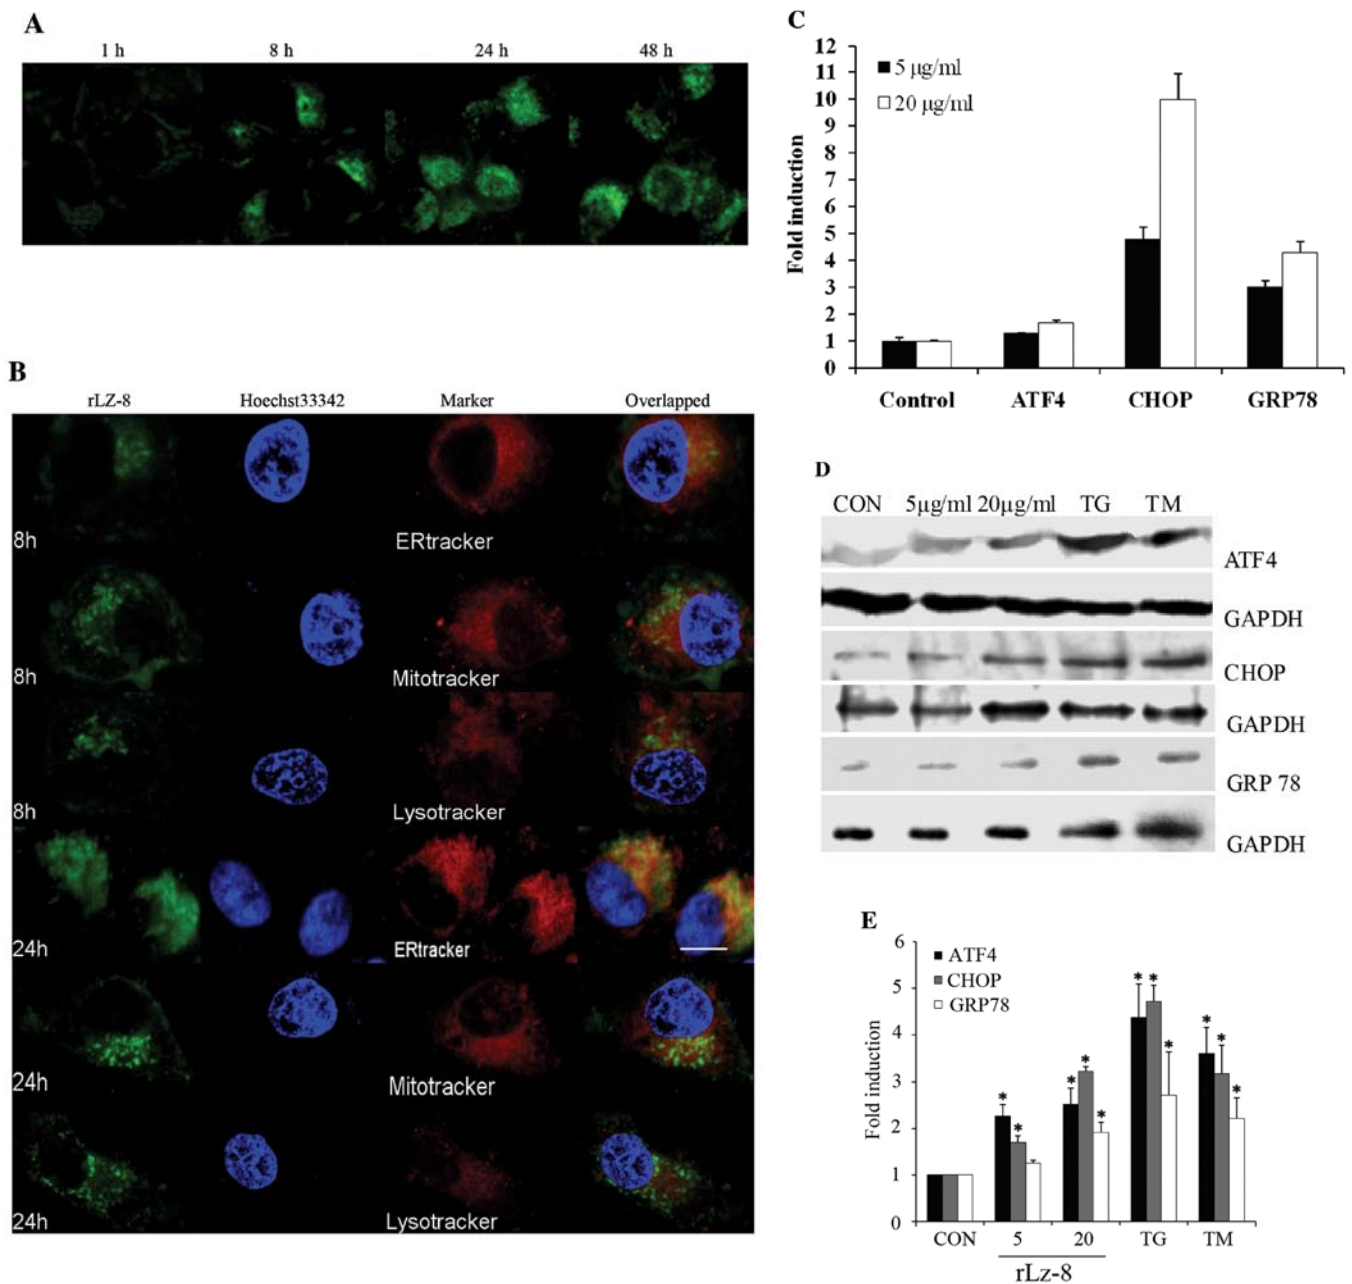 A
1 h 8 h 24 h 48 h
B
rLZ-8 Hoechst33342 Marker Overlapped
8h ERtracker
8h Mitotracker
8h Lysotracker
24h ERtracker
24h Mitotracker
24h Lysotracker
C
Fold induction
12
11
10
9
8
7
6
5
4
3
2
1
0
5 µg/ml
20 µg/ml
Control ATF4 CHOP GRP78
D
CON 5µg/ml 20µg/ml TG TM
ATF4
GAPDH
CHOP
GAPDH
GRP 78
GAPDH
E
Fold induction
6
5
4
3
2
1
0
ATF4
CHOP
GRP78
* * * * * * * * * * *
CON 5 20 TG TM
rLz-8